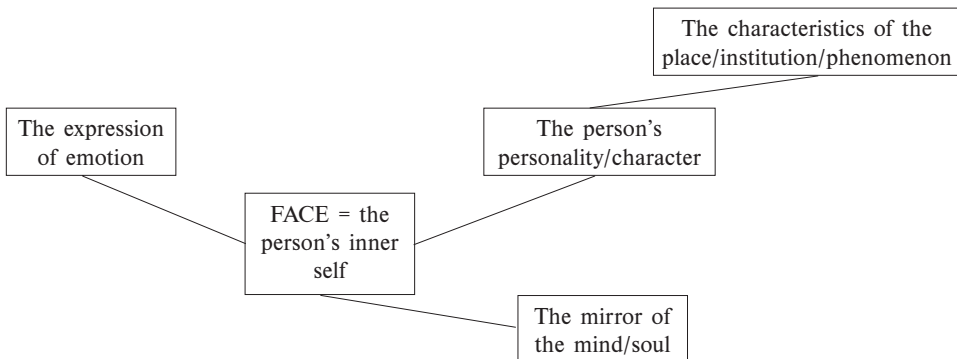 The characteristics of the
place/institution/phenomenon
The expression
of emotion
The person's
personality/character
FACE = the
person's inner
self
The mirror of
the mind/soul